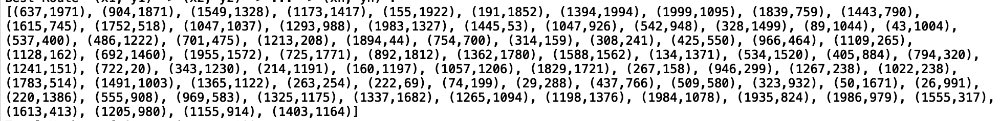 Best Route (x1, y1) -> (x2, y2) -> ... -> (xn, yn) :
[(637,1971), (904,1871), (1549,1328), (1173,1417), (155,1922), (191,1852), (1394,1994), (1999,1095), (1839,759), (1443,790),
(1615,745), (1752,518), (1047,1037), (1293,988), (1983,1327), (1445,53), (1047,926), (542,948), (328,1499), (89,1044), (43,1004),
(537,400), (486,1222), (701,475), (1213,208), (1894,44), (754,700), (314,159), (308,241), (425,550), (966,464), (1109,265),
(1128,162), (692,1460), (1955,1572), (725,1771), (892,1812), (1362,1780), (1588,1562), (134,1371), (534,1520), (405,884), (794,320),
(1241,151), (722,20), (343,1230), (214,1191), (160,1197), (1057,1206), (1829,1721), (267,158), (946,299), (1267,238), (1022,238),
(1783,514), (1491,1003), (1365,1122), (263,254), (222,69), (74,199), (29,288), (437,766), (509,580), (323,932), (50,1671), (26,991),
(220,1386), (555,908), (969,583), (1325,1175), (1337,1682), (1265,1094), (1198,1376), (1984,1078), (1935,824), (1986,979), (1555,317),
(1613,413), (1205,980), (1155,914), (1403,1164)]